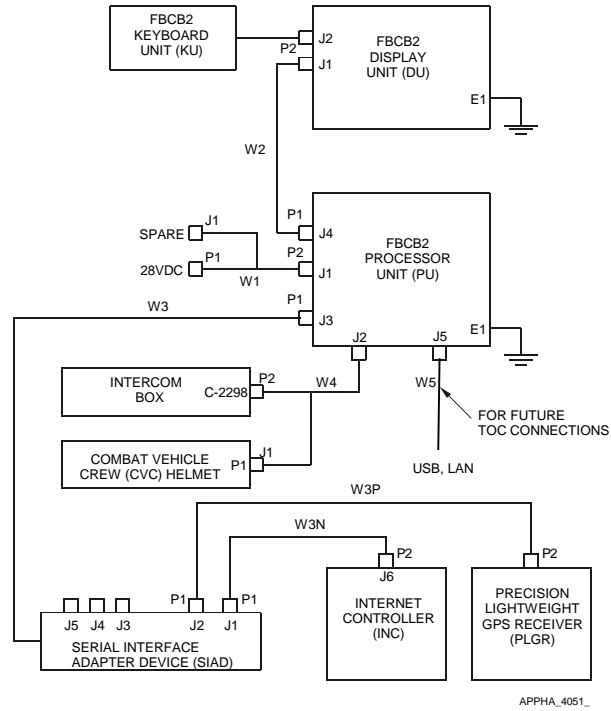 FBCB2
KEYBOARD
UNIT (KU)
P2
J2
J1
FBCB2
DISPLAY
UNIT (DU)
E1
W2
P1
J4
SPARE
J1
28VDC
P1
W1
P2
J1
FBCB2
PROCESSOR
UNIT (PU)
W3
P1
J3
E1
J2
J5
INTERCOM
BOX
C-2298
P2
W4
W5
FOR FUTURE
TOC CONNECTIONS
COMBAT VEHICLE
CREW (CVC) HELMET
P1
J1
USB, LAN
W3P
W3N
P2
J6
INTERNET
CONTROLLER
(INC)
P2
PRECISION
LIGHTWEIGHT
GPS RECEIVER
(PLGR)
P1
P1
J5
J4
J3
J2
J1
SERIAL INTERFACE
ADAPTER DEVICE (SIAD)
APPHA_4051_